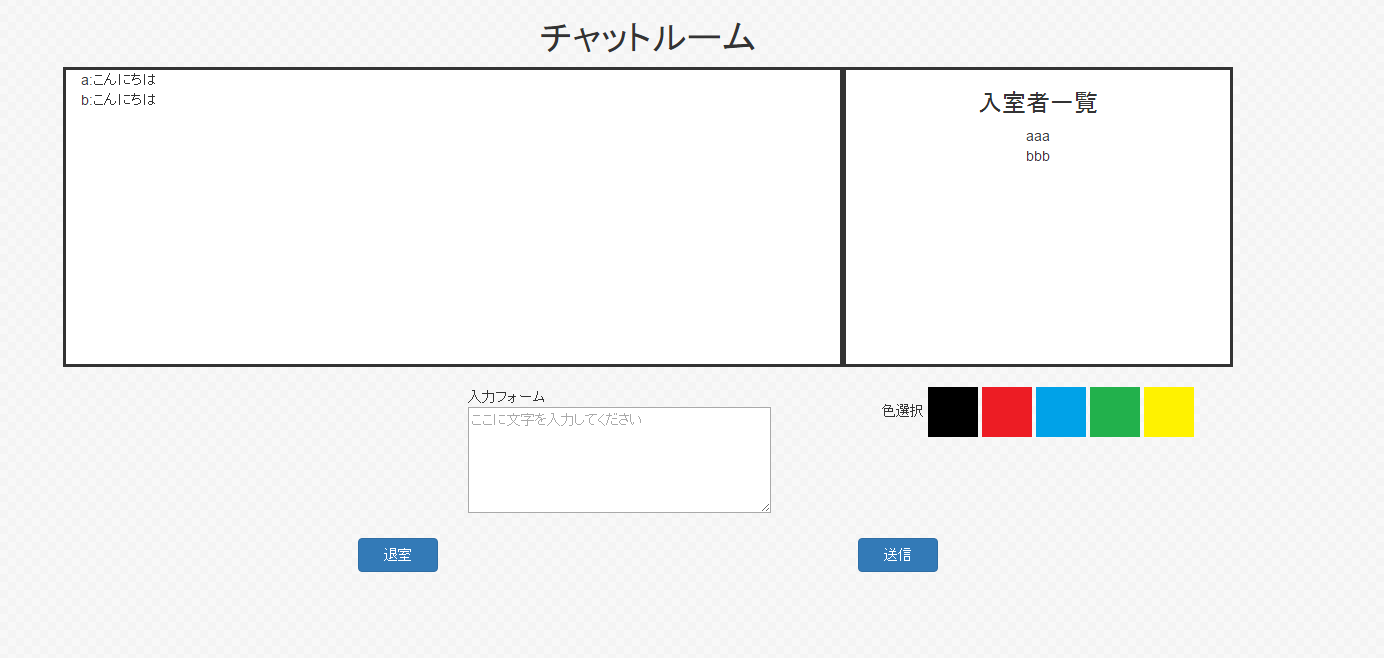 チャットルーム
a:こんにちは
b:こんにちは
入室者一覧
aaa
bbb
入力フォーム
ここに文字を入力してください
色選択
退室
送信